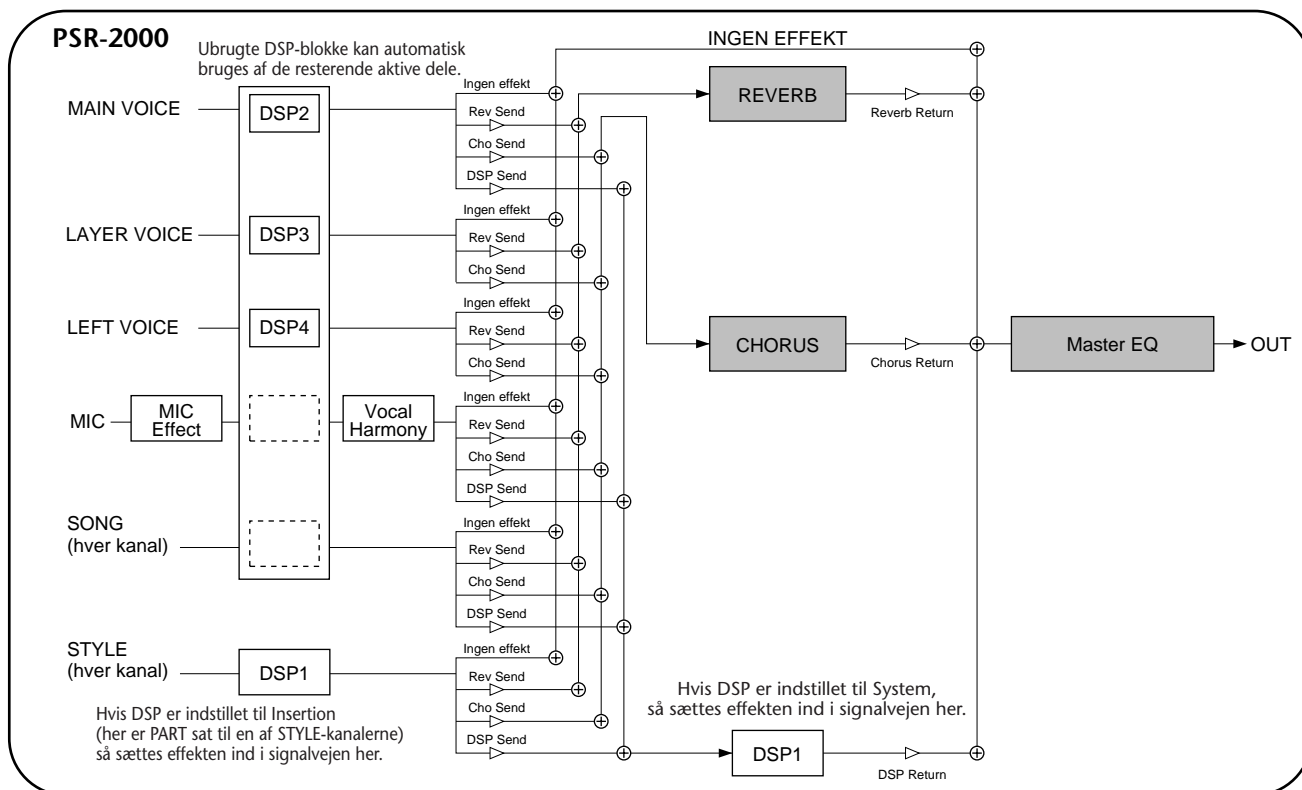 PSR-2000
Ubrugte DSP-blokke kan automatisk
bruges af de resterende aktive dele.
INGEN EFFEKT
MAIN VOICE
DSP2
Ingen effekt
Rev Send
Cho Send
DSP Send
REVERB
Reverb Return
LAYER VOICE
DSP3
Ingen effekt
Rev Send
Cho Send
LEFT VOICE
DSP4
Ingen effekt
Rev Send
Cho Send
CHORUS
Chorus Return
Master EQ
OUT
MIC
MIC
Effect
Vocal
Harmony
Ingen effekt
Rev Send
Cho Send
DSP Send
SONG
(hver kanal)
Ingen effekt
Rev Send
Cho Send
DSP Send
STYLE
(hver kanal)
DSP1
Ingen effekt
Rev Send
Cho Send
DSP Send
Hvis DSP er indstillet til Insertion
(her er PART sat til en af STYLE-kanalerne)
så sættes effekten ind i signalvejen her.
Hvis DSP er indstillet til System,
så sættes effekten ind i signalvejen her.
DSP1
DSP Return